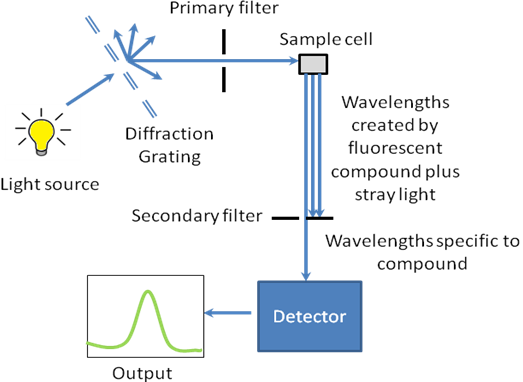 Primary filter
Sample cell
Diffraction
Grating
Light source
Wavelengths
created by
fluorescent
compound plus
stray light
Secondary filter
Wavelengths specific to
compound
Detector
Output